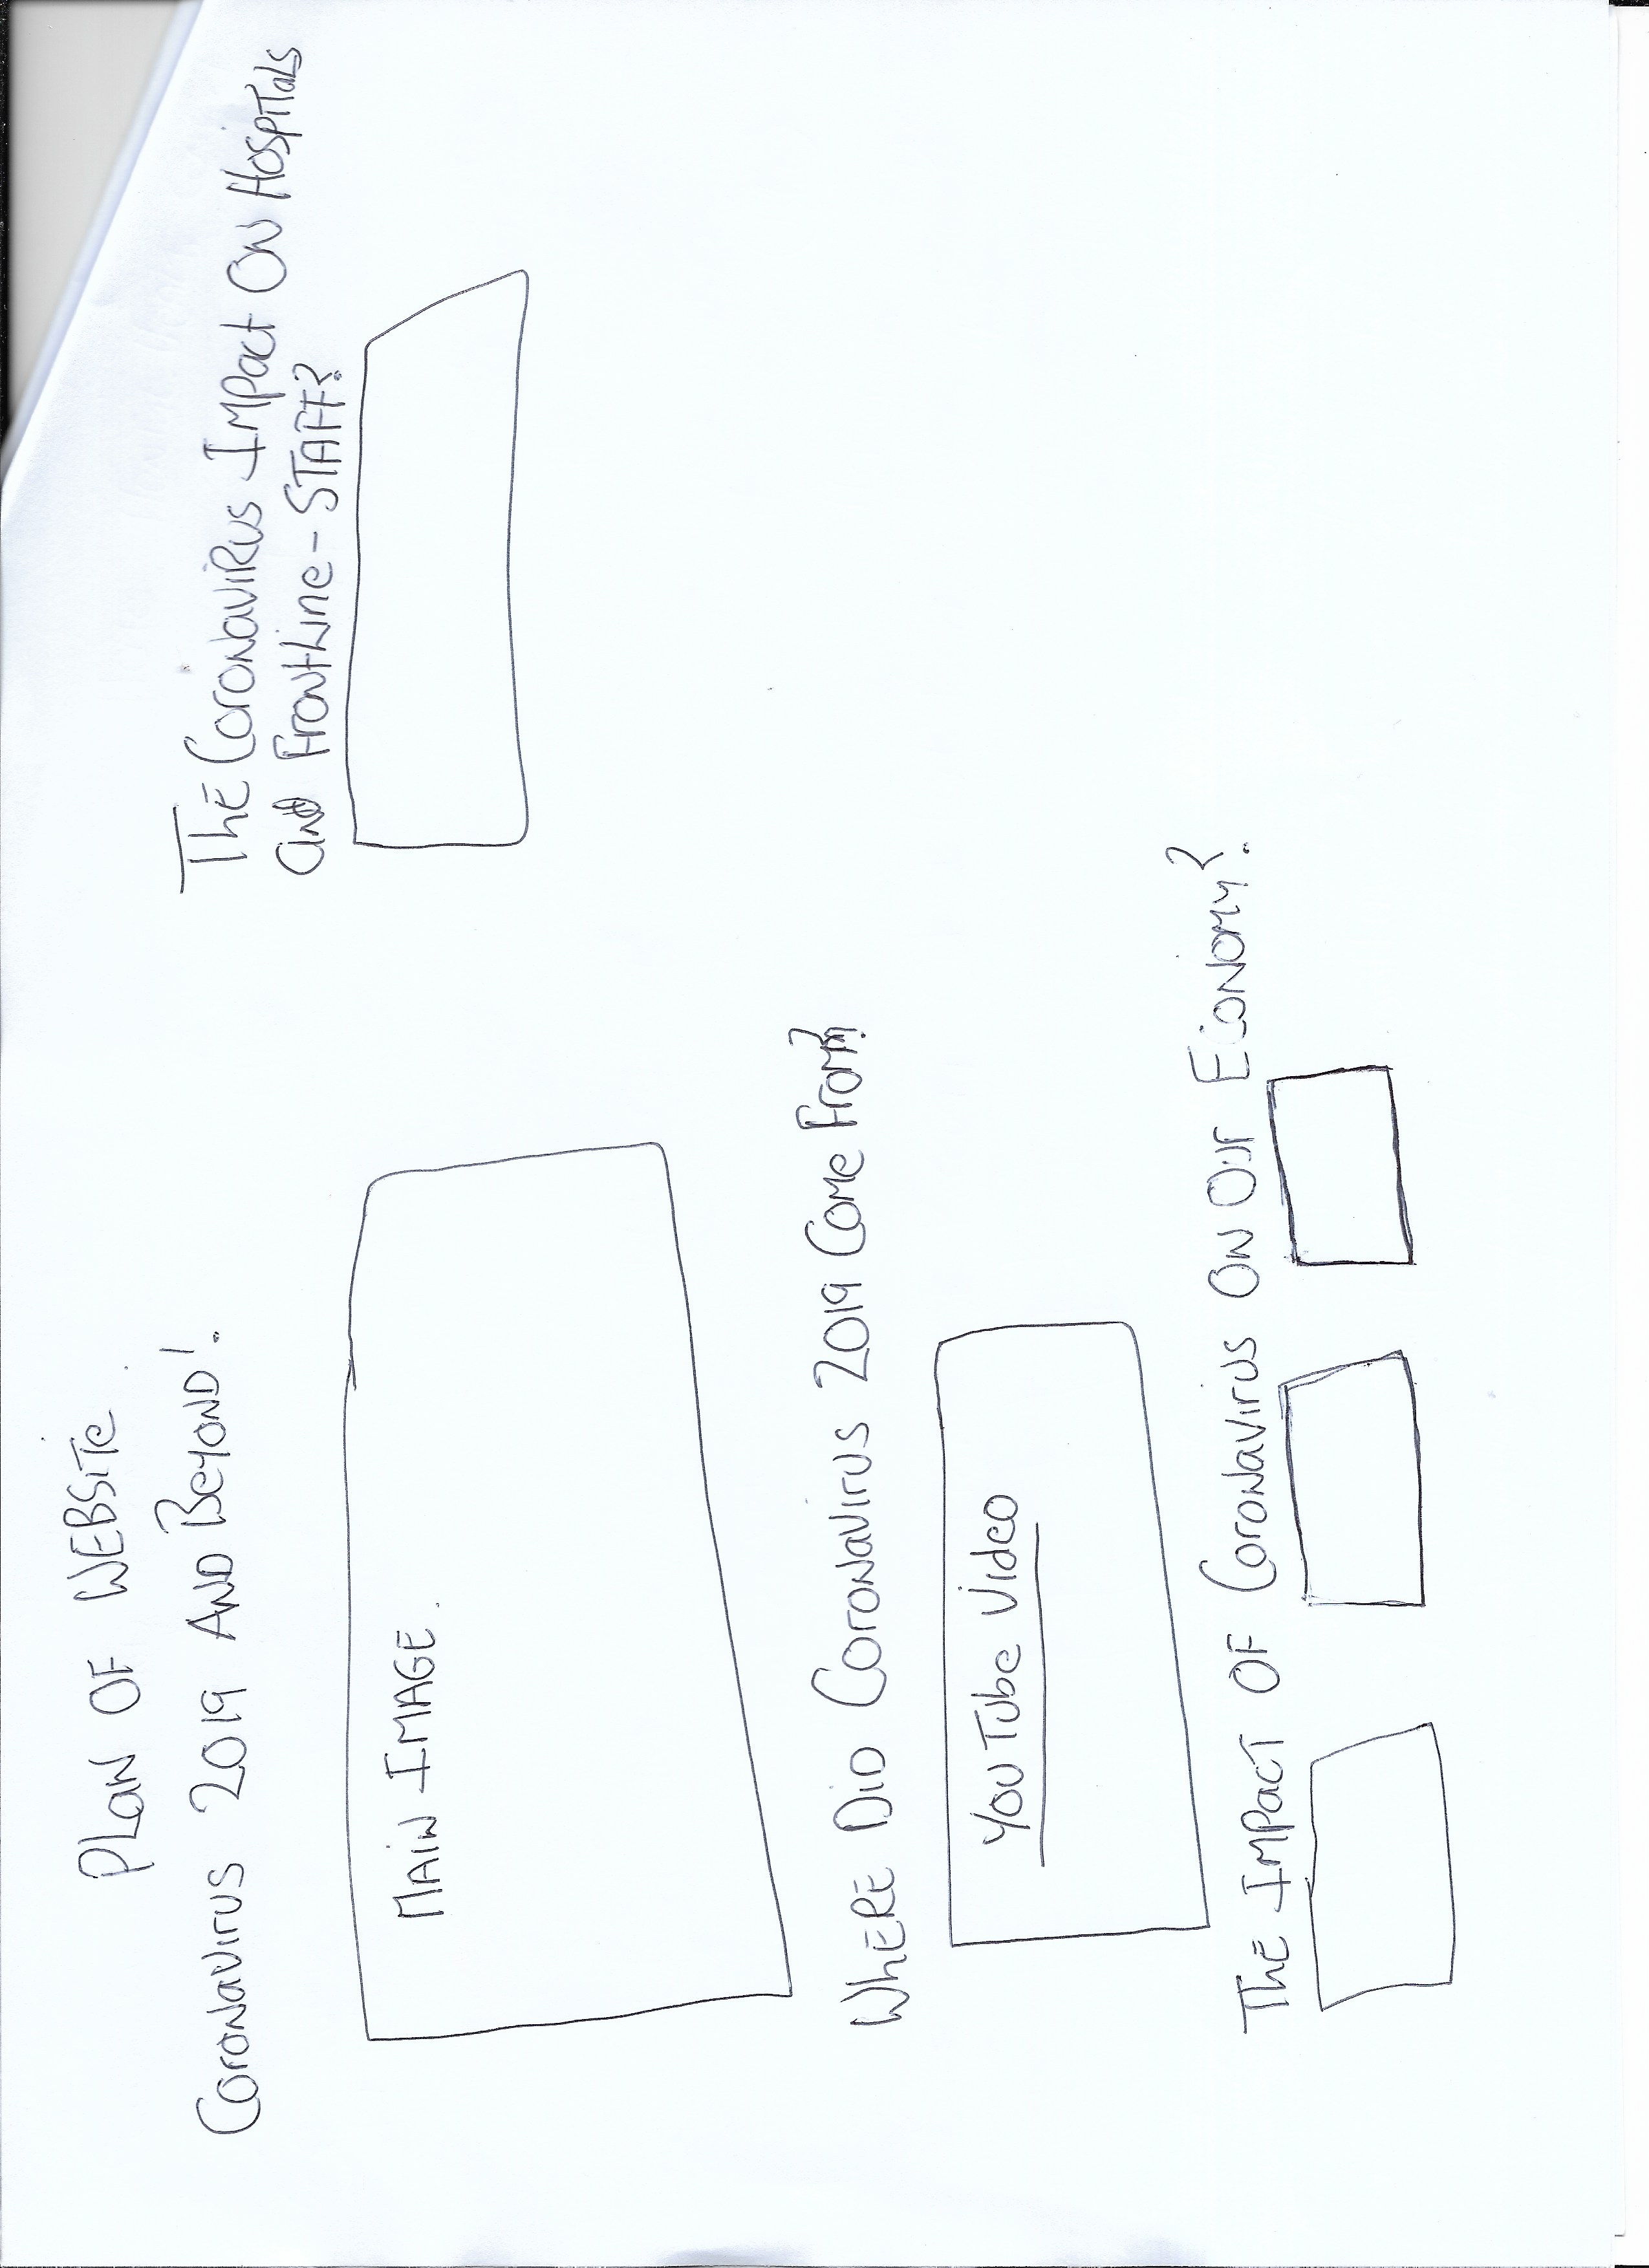 Plan OF WEBSITe.
Coronavirus 2019 AND Beyond!
MAIN IMAGE.
WHERE DiD Coronavirus 2019 Come From?
YouTube Video
THE IMPact OF Coronavirus ON Our Economy?
THE CoronaviRus IMPact On Hospitals
and Frontline - STAFF?